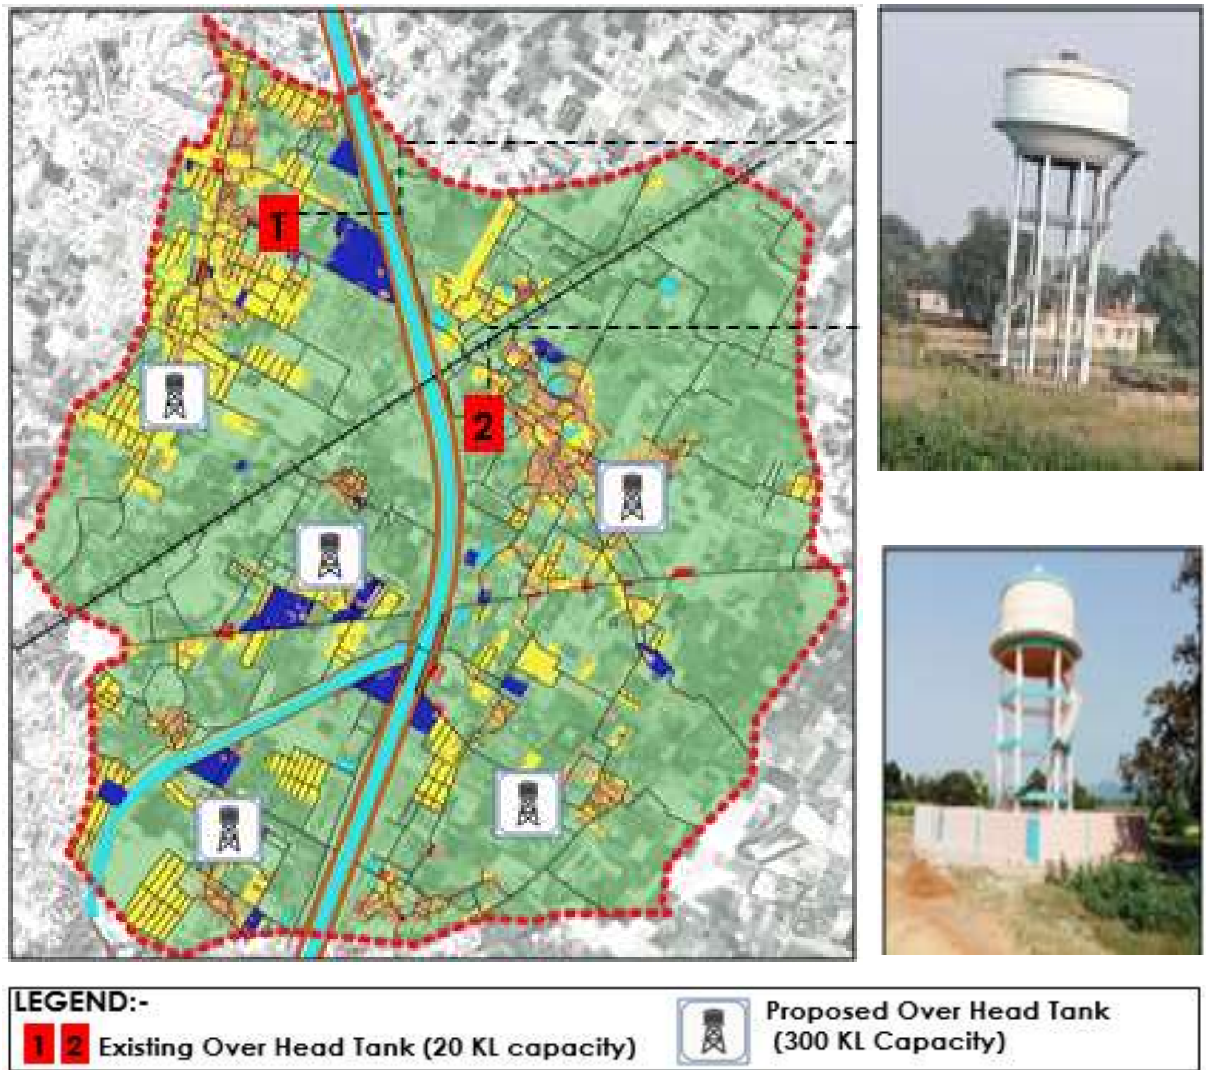 1
2
LEGEND:-
1 2 Existing Over Head Tank (20 KL capacity)
Proposed Over Head Tank
(300 KL Capacity)